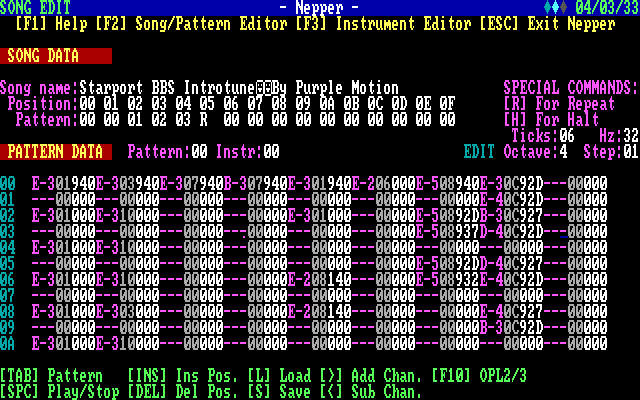 SONG EDIT - Nepper - 04/03/33
[F1] Help [F2] Song/Pattern Editor [F3] Instrument Editor [ESC] Exit Nepper
SONG DATA
Song name:Starport BBS Introtune By Purple Motion SPECIAL COMMANDS:
Position:00 01 02 03 04 05 06 07 08 09 0A 0B 0C 0D 0E 0F [R] For Repeat
Pattern:00 00 01 02 03 R 00 00 00 00 00 00 00 00 00 00 [H] For Halt
Ticks:06 Hz:32
PATTERN DATA Pattern:00 Instr:00 EDIT Octave:4 Step:01
00 E-301940E-303940E-307940B-307940E-301940E-206000E-508940E-30C92D---00000
01 ---00000---00000---00000---00000---00000---00000---00000E-40C92D---00000
02 E-301000E-301000---00000---00000E-301000---00000E-50892DB-30C927---00000
03 ---00000---00000---00000---00000---00000---00000E-508937D-40C92D---00000
04 ---00000E-301000---00000---00000---00000---00000---00000---00000---00000
05 ---00000---00000---00000---00000---00000---00000E-50892DD-40C927---00000
06 E-301000E-301000---00000---00000E-208140---00000E-508932E-40C92D---00000
07 ---00000---00000---00000---00000---00000---00000---00000---00000---00000
08 E-301000E-303000---00000---00000E-208140---00000---00000B-30C927---00000
09 ---00000---00000---00000---00000---00000---00000---00000B-30C92D---00000
0A E-301000E-301000---00000---00000---00000---00000---00000---00000---00000
[TAB] Pattern [INS] Ins Pos. [L] Load [>] Add Chan. [F10] OPL2/3
[SPC] Play/Stop [DEL] Del Pos. [S] Save [<] Sub Chan.